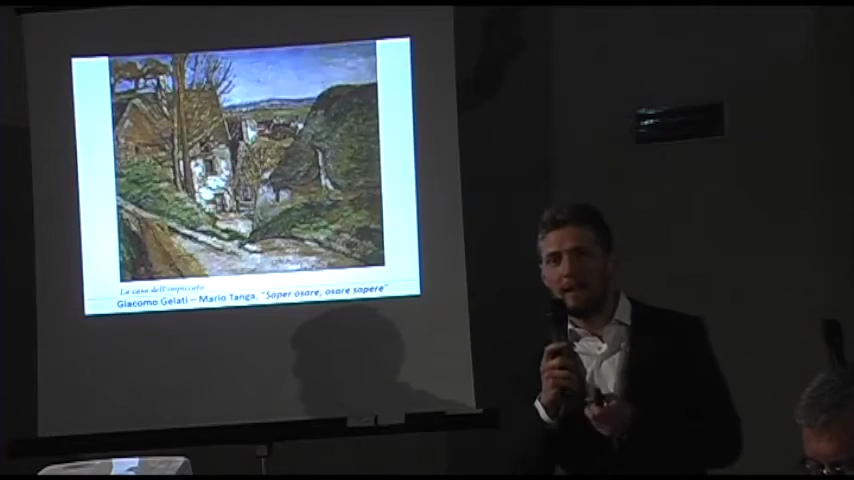 La casa dell'impiccato
Giacomo Gelati – Mario Tanga, "Saper osare, osare sapere"